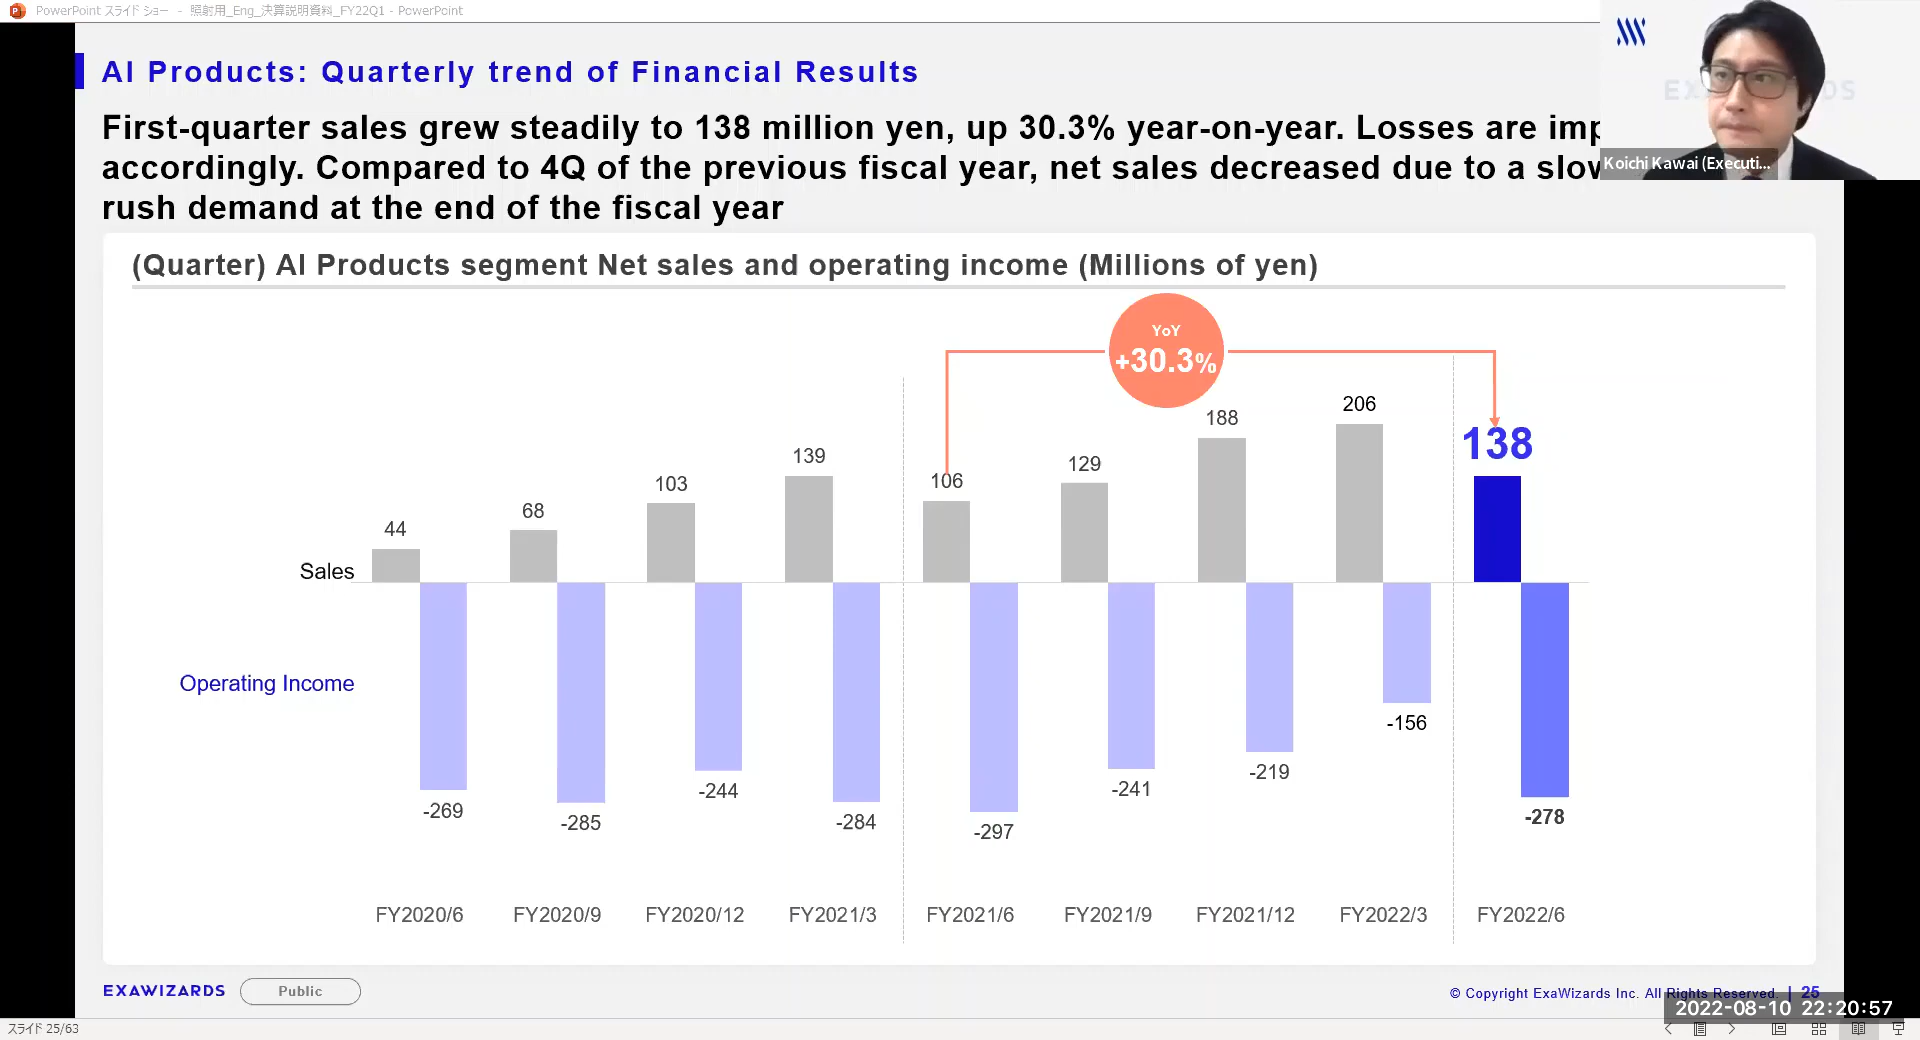 PowerPoint スライド ショー - 照射用_Eng_決算説明資料_FY22Q1 - PowerPoint
AI Products: Quarterly trend of Financial Results
First-quarter sales grew steadily to 138 million yen, up 30.3% year-on-year. Losses are
accordingly. Compared to 4Q of the previous fiscal year, net sales decreased due to a
rush demand at the end of the fiscal year
EXAWIZARDS
Koichi Kawai (Executi...
(Quarter) AI Products segment Net sales and operating income (Millions of yen)
YoY
+30.3%
44
68
103
139
106
129
188
206
138
Sales
Operating Income
-269
-285
-244
-284
-297
-241
-219
-156
-278
FY2020/6
FY2020/9
FY2020/12
FY2021/3
FY2021/6
FY2021/9
FY2021/12
FY2022/3
FY2022/6
EXAWIZARDS
Public
© Copyright ExaWizards Inc. All Rights Reserved. | 25
2022-08-10 22:20:57
スライド 25/63